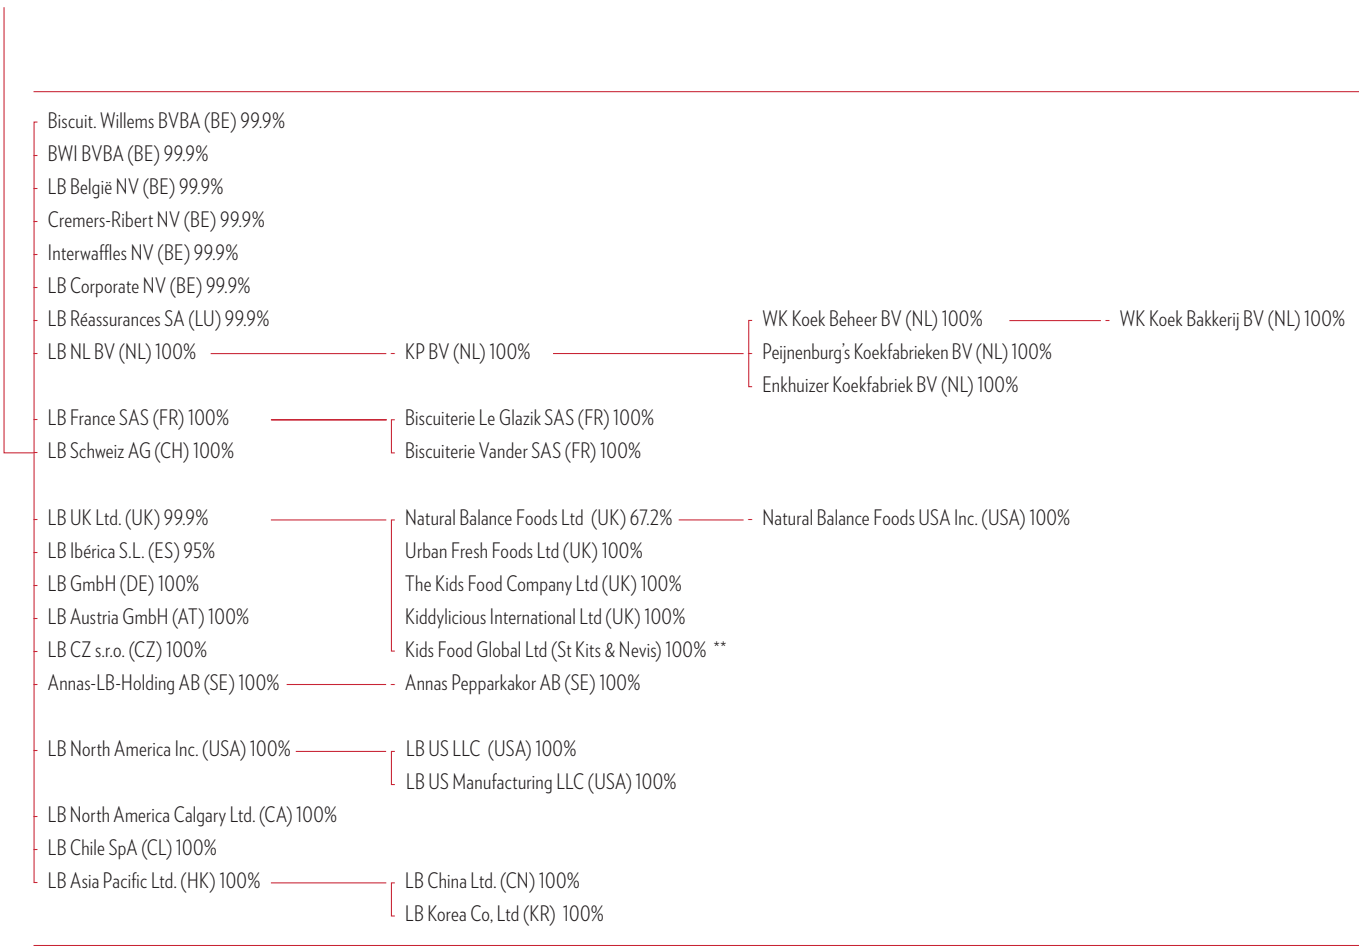 Biscuit. Willems BVBA (BE) 99.9%
BWI BVBA (BE) 99.9%
LB België NV (BE) 99.9%
Cremers-Ribert NV (BE) 99.9%
Interwaffles NV (BE) 99.9%
LB Corporate NV (BE) 99.9%
LB Réassurances SA (LU) 99.9%
WK Koek Beheer BV (NL) 100%
WK Koek Bakkerij BV (NL) 100%
LB NL BV (NL) 100%
KP BV (NL) 100%
Peijnenburg's Koekfabrieken BV (NL) 100%
Enkhuizer Koekfabriek BV (NL) 100%
LB France SAS (FR) 100%
Biscuiterie Le Glazik SAS (FR) 100%
LB Schweiz AG (CH) 100%
Biscuiterie Vander SAS (FR) 100%
LB UK Ltd. (UK) 99.9%
Natural Balance Foods Ltd (UK) 67.2%
Natural Balance Foods USA Inc. (USA) 100%
LB Ibérica S.L. (ES) 95%
Urban Fresh Foods Ltd (UK) 100%
LB GmbH (DE) 100%
The Kids Food Company Ltd (UK) 100%
LB Austria GmbH (AT) 100%
Kiddylicious International Ltd (UK) 100%
LB CZ s.r.o. (CZ) 100%
Kids Food Global Ltd (St Kits & Nevis) 100% **
Annas-LB-Holding AB (SE) 100%
Annas Pepparkakor AB (SE) 100%
LB North America Inc. (USA) 100%
LB US LLC (USA) 100%
LB US Manufacturing LLC (USA) 100%
LB North America Calgary Ltd. (CA) 100%
LB Chile SpA (CL) 100%
LB Asia Pacific Ltd. (HK) 100%
LB China Ltd. (CN) 100%
LB Korea Co, Ltd (KR) 100%